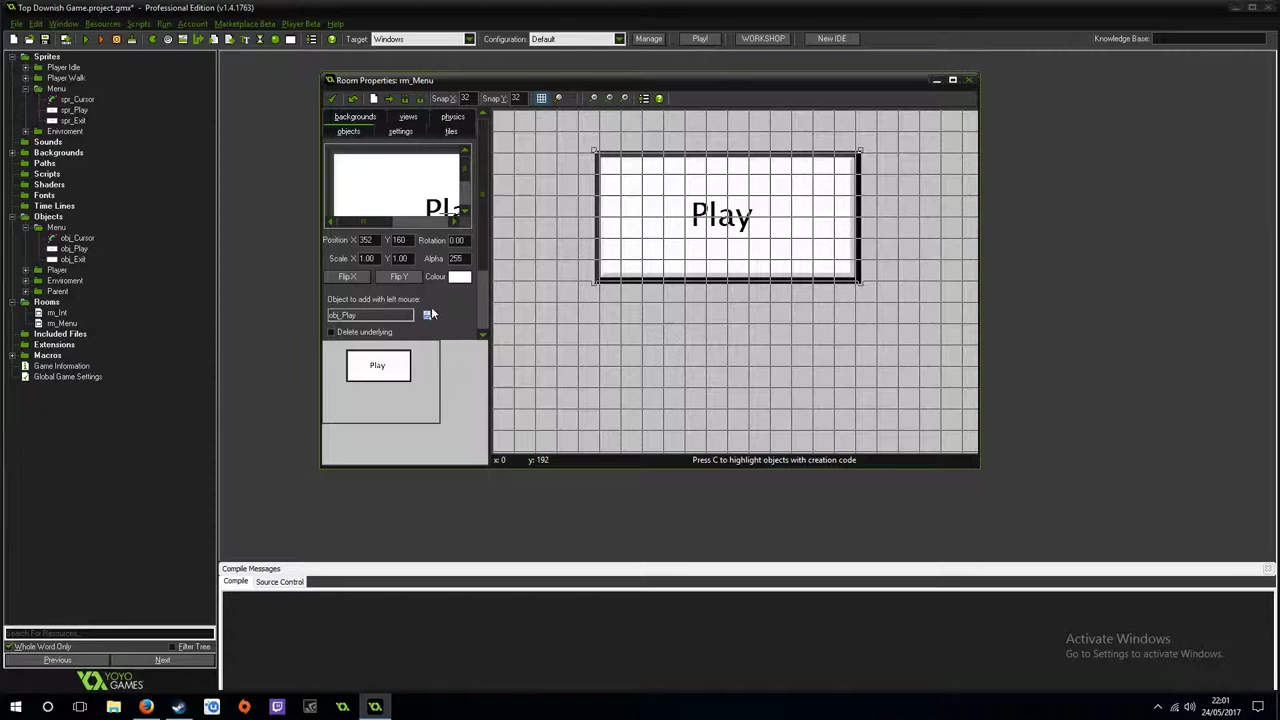 Top Downish Game.project.gmx* - Professional Edition (v1.4.1763)
File Edit Window Resources Scripts Run Account Marketplace Beta Player Beta Help
Target Windows Configuration: Default Manage Play! WORKSHOP New IDE Knowledge Base:
Sprites
Player Idle
Player Walk
Menu
spr_Cursor
spr_Play
spr_Exit
Enviroment
Sounds
Backgrounds
Paths
Scripts
Shaders
Fonts
Time Lines
Objects
Menu
obj_Cursor
obj_Play
obj_Exit
Player
Enviroment
Parent
Rooms
rm_Int
rm_Menu
Included Files
Extensions
Macros
Game Information
Global Game Settings
Search For Resources...
Whole Word Only Filter Tree
Previous Next
YOYO GAMES
Room Properties: rm_Menu
Snap X: 32 Snap Y: 32
backgrounds views physics
objects settings tiles
Position X 352 Y 160 Rotation 0.00
Scale X 1.00 Y 1.00 Alpha 255
Flip X Flip Y Colour
Object to add with left mouse:
obj_Play
Delete underlying
Play
Play
x: 0 y: 192 Press C to highlight objects with creation code
Compile Messages
Compile Source Control
Activate Windows
Go to Settings to activate Windows.
22:01
24/05/2017